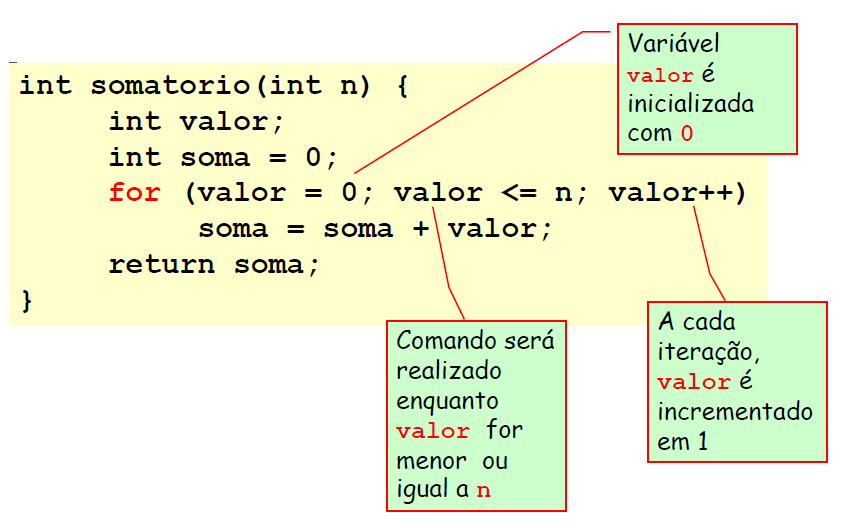 int somatorio(int n) {
int valor;
int soma = 0;
for (valor = 0; valor <= n; valor++)
soma = soma + valor;
return soma;
}
Variável
valor é
inicializada
com 0
Comando será
realizado
enquanto
valor for
menor ou
igual a n
A cada
iteração,
valor é
incrementado
em 1